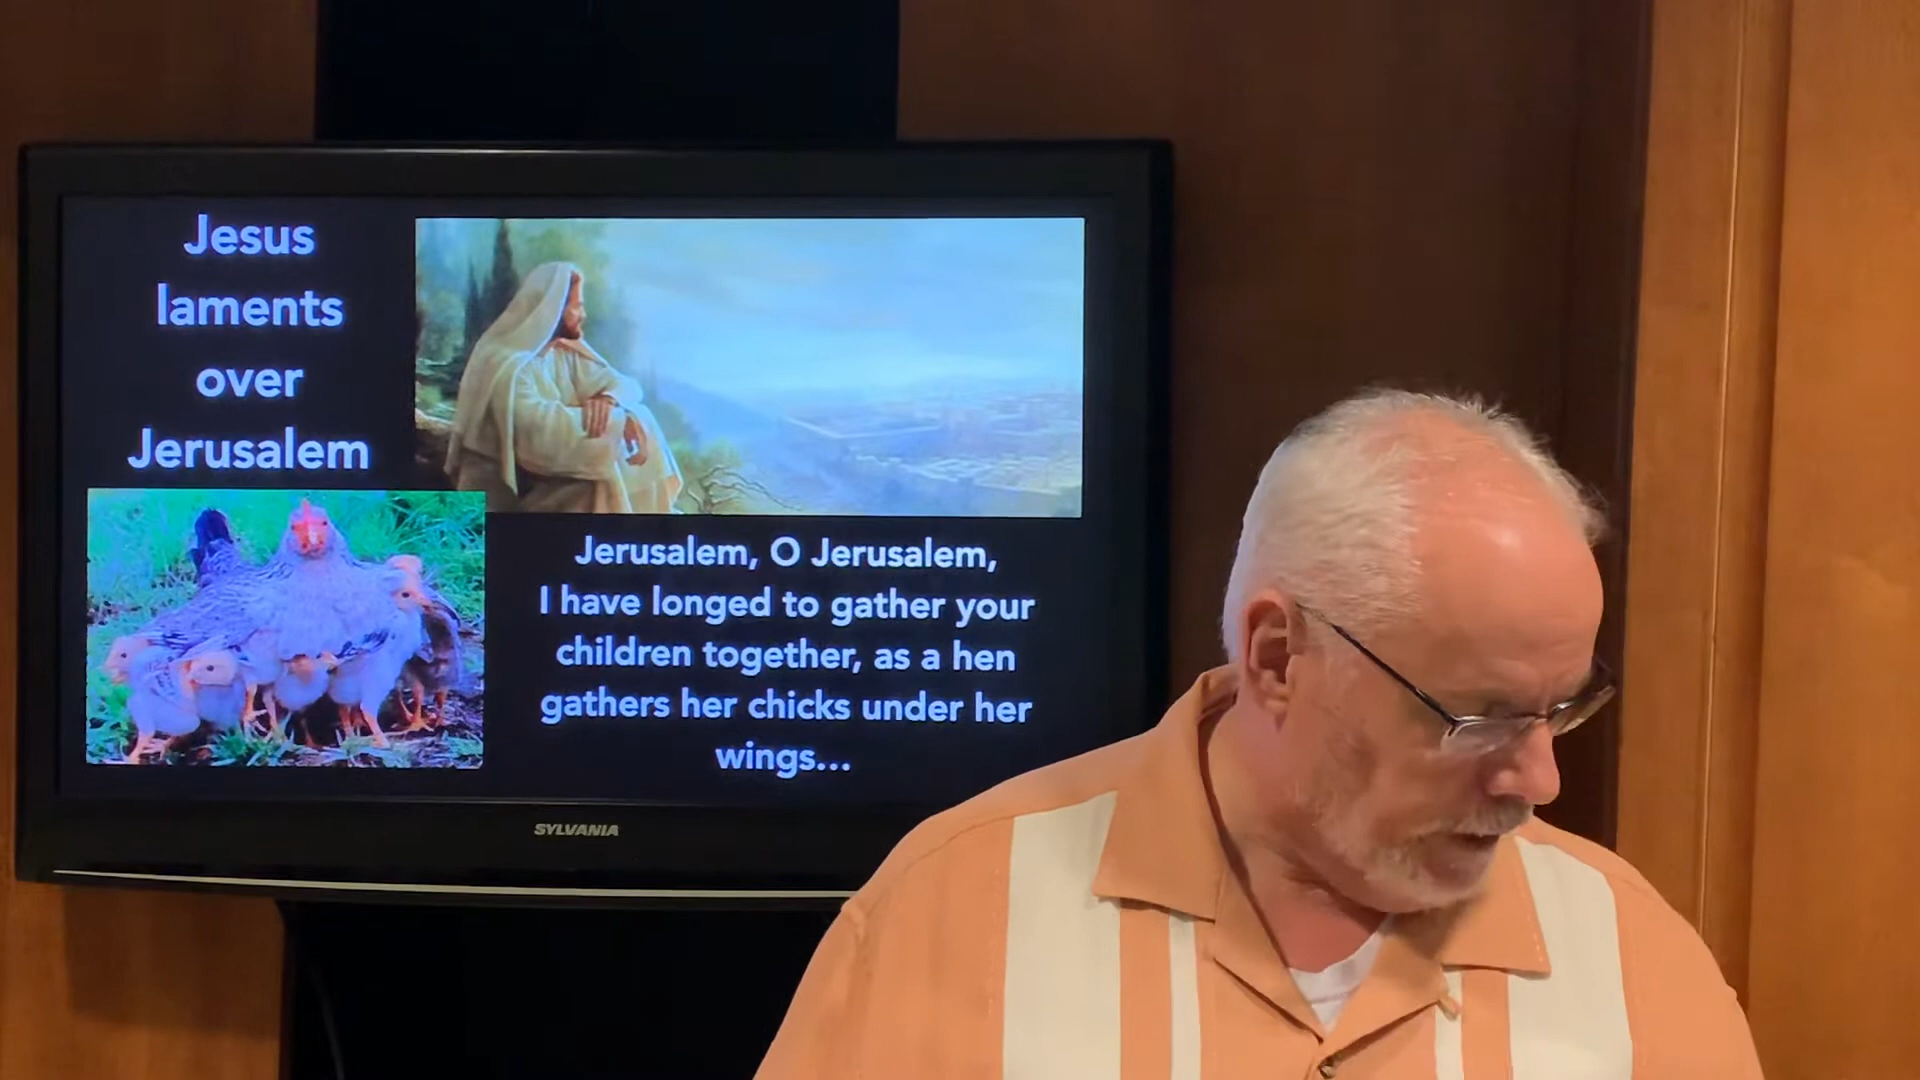 Jesus
laments
over
Jerusalem
Jerusalem, O Jerusalem,
I have longed to gather your
children together, as a hen
gathers her chicks under her
wings...
SYLVANIA